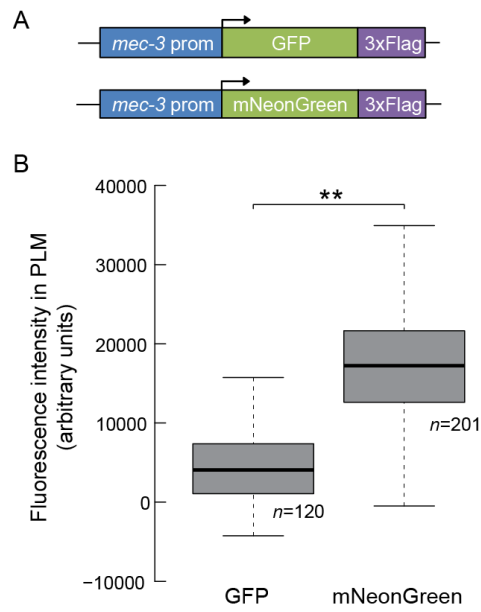 A
mec-3 prom GFP 3xFlag
mec-3 prom mNeonGreen 3xFlag
B
Fluorescence intensity in PLM
(arbitrary units)
40000
30000
20000
10000
0
−10000
**
n=201
n=120
GFP mNeonGreen